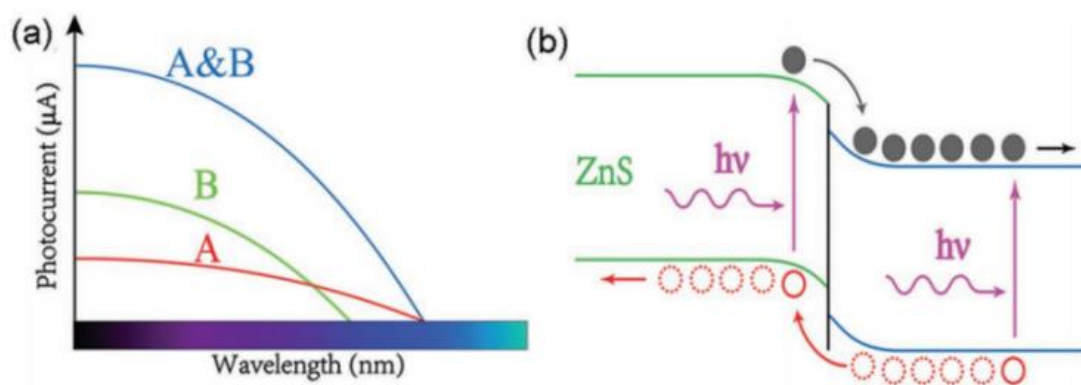 (a)
A&B
B
A
Photocurrent (μA)
Wavelength (nm)
(b)
ZnS
hν
hν